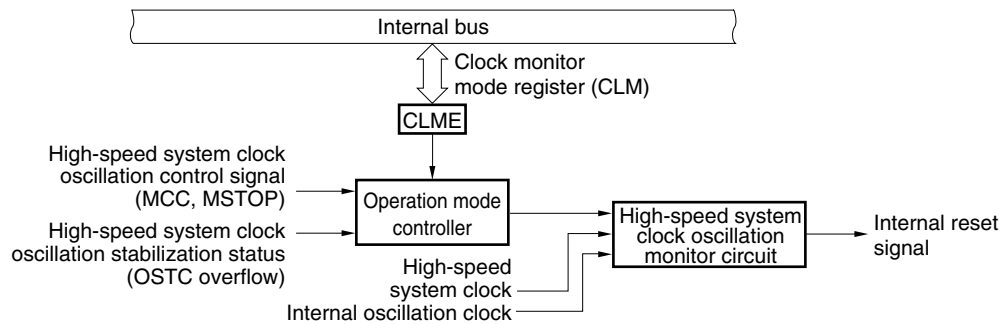 Internal bus
Clock monitor
mode register (CLM)
CLME
High-speed system clock
oscillation control signal
(MCC, MSTOP)
Operation mode
controller
High-speed system clock
oscillation stabilization status
(OSTC overflow)
High-speed system
clock oscillation
monitor circuit
Internal reset
signal
High-speed
system clock
Internal oscillation clock